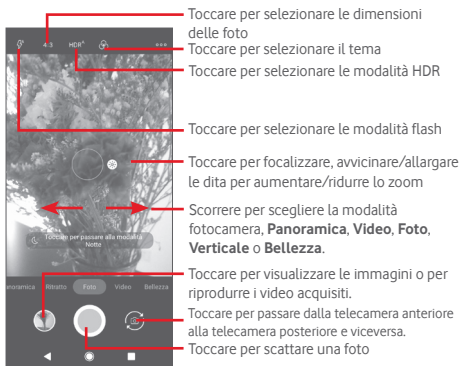 Toccare per selezionare le dimensioni
delle foto
Toccare per selezionare il tema
Toccare per selezionare le modalità HDR
Toccare per selezionare le modalità flash
Toccare per focalizzare, avvicinare/allargare
le dita per aumentare/ridurre lo zoom
Scorrere per scegliere la modalità
fotocamera, Panoramica, Video, Foto,
Verticale o Bellezza.
Toccare per visualizzare le immagini o per
riprodurre i video acquisiti.
Toccare per passare dalla telecamera anteriore
alla telecamera posteriore e viceversa.
Toccare per scattare una foto
4:3 HDR^A
Toccare per passare alla modalità
Notte
anoramica Ritratto Foto Video Bellezza